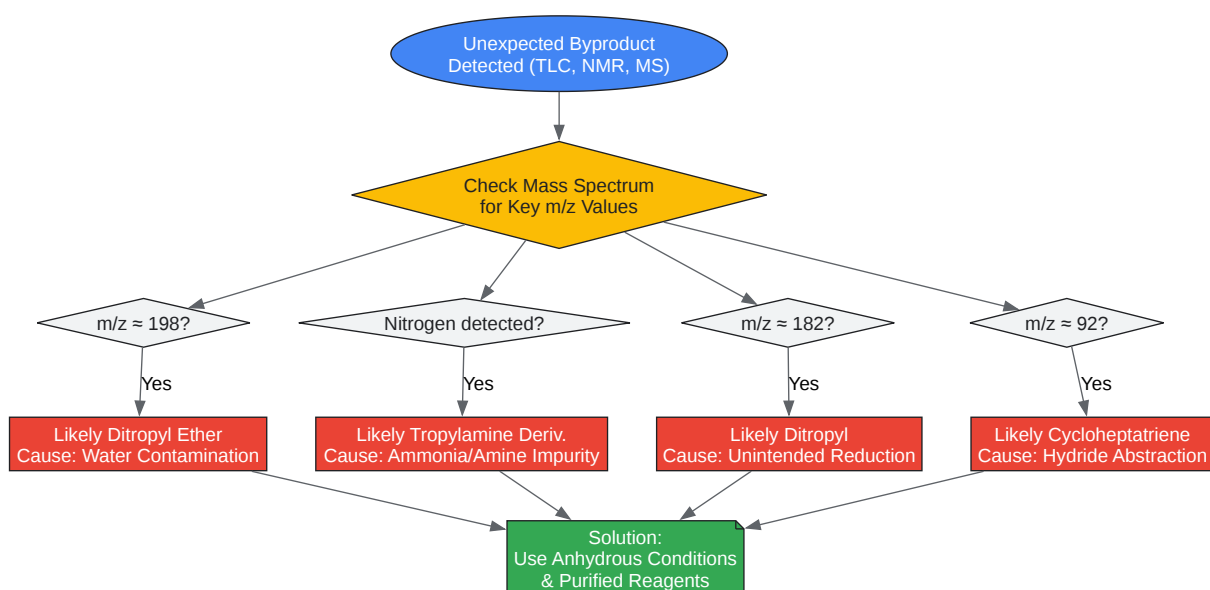 Unexpected Byproduct
Detected (TLC, NMR, MS)
Check Mass Spectrum
for Key m/z Values
m/z ≈ 198?
Nitrogen detected?
m/z ≈ 182?
m/z ≈ 92?
Yes
Yes
Yes
Yes
Likely Ditropyl Ether
Cause: Water Contamination
Likely Tropylamine Deriv.
Cause: Ammonia/Amine Impurity
Likely Ditropyl
Cause: Unintended Reduction
Likely Cycloheptatriene
Cause: Hydride Abstraction
Solution:
Use Anhydrous Conditions
& Purified Reagents